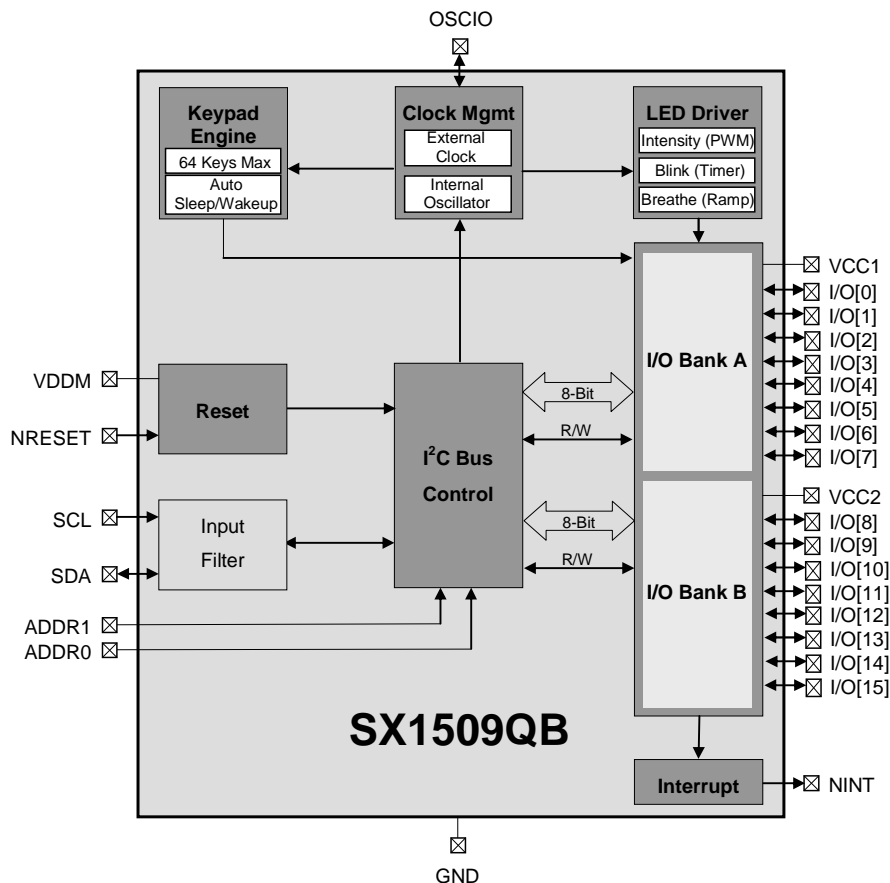 OSCIO
Keypad
Engine
64 Keys Max
Auto
Sleep/Wakeup
Clock Mgmt
External
Clock
Internal
Oscillator
LED Driver
Intensity (PWM)
Blink (Timer)
Breathe (Ramp)
VDDM
NRESET
Reset
SCL
SDA
Input
Filter
ADDR1
ADDR0
I²C Bus
Control
8-Bit
R/W
8-Bit
R/W
I/O Bank A
I/O Bank B
VCC1
I/O[0]
I/O[1]
I/O[2]
I/O[3]
I/O[4]
I/O[5]
I/O[6]
I/O[7]
VCC2
I/O[8]
I/O[9]
I/O[10]
I/O[11]
I/O[12]
I/O[13]
I/O[14]
I/O[15]
SX1509QB
Interrupt
NINT
GND